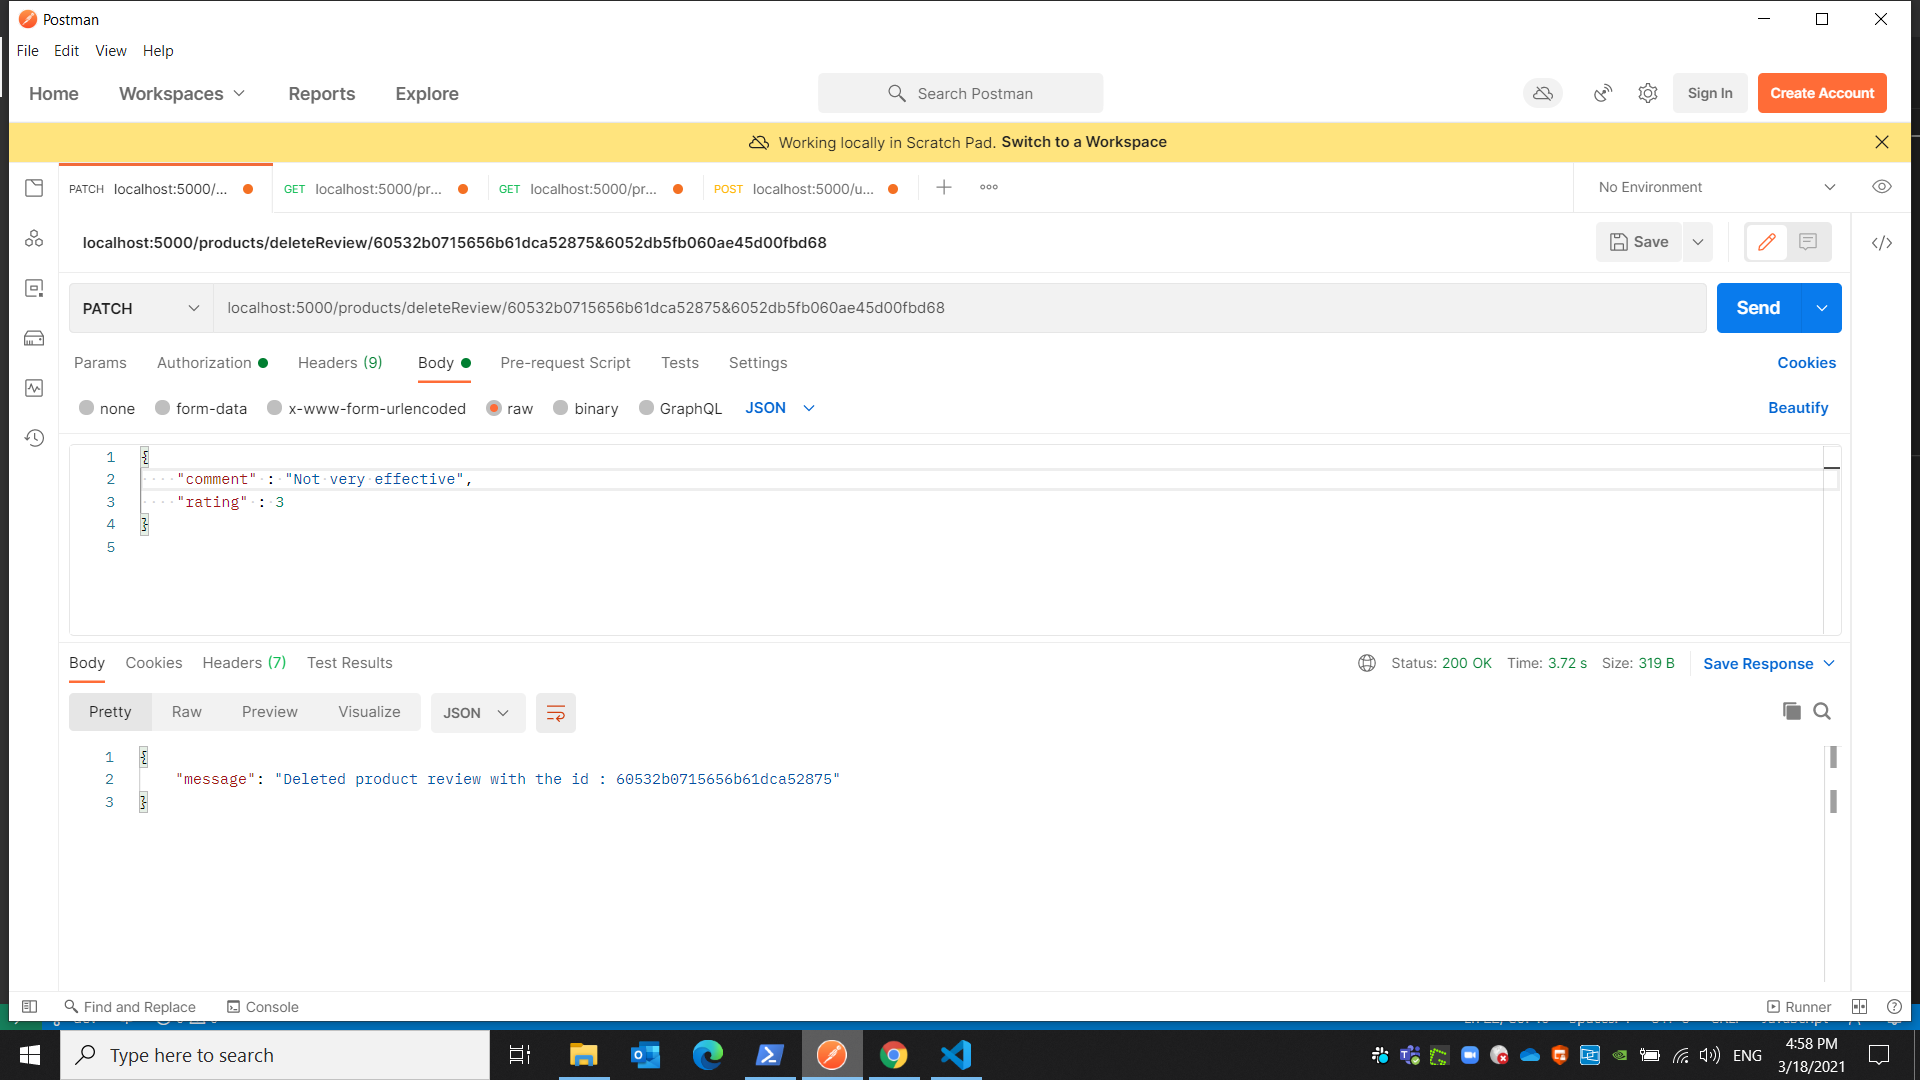 Postman
File Edit View Help
Home Workspaces Reports Explore Search Postman Sign In Create Account
Working locally in Scratch Pad. Switch to a Workspace
PATCH localhost:5000/... GET localhost:5000/pr... GET localhost:5000/pr... POST localhost:5000/u... No Environment
localhost:5000/products/deleteReview/60532b0715656b61dca52875&6052db5fb060ae45d00fbd68 Save
PATCH localhost:5000/products/deleteReview/60532b0715656b61dca52875&6052db5fb060ae45d00fbd68 Send
Params Authorization Headers (9) Body Pre-request Script Tests Settings Cookies
none form-data x-www-form-urlencoded raw binary GraphQL JSON Beautify
1 {
2 "comment" : "Not very effective",
3 "rating" : 3
4 }
5
Body Cookies Headers (7) Test Results Status: 200 OK Time: 3.72 s Size: 319 B Save Response
Pretty Raw Preview Visualize JSON
1 {
2 "message": "Deleted product review with the id : 60532b0715656b61dca52875"
3 }
Find and Replace Console Runner
Type here to search ENG 4:58 PM
3/18/2021